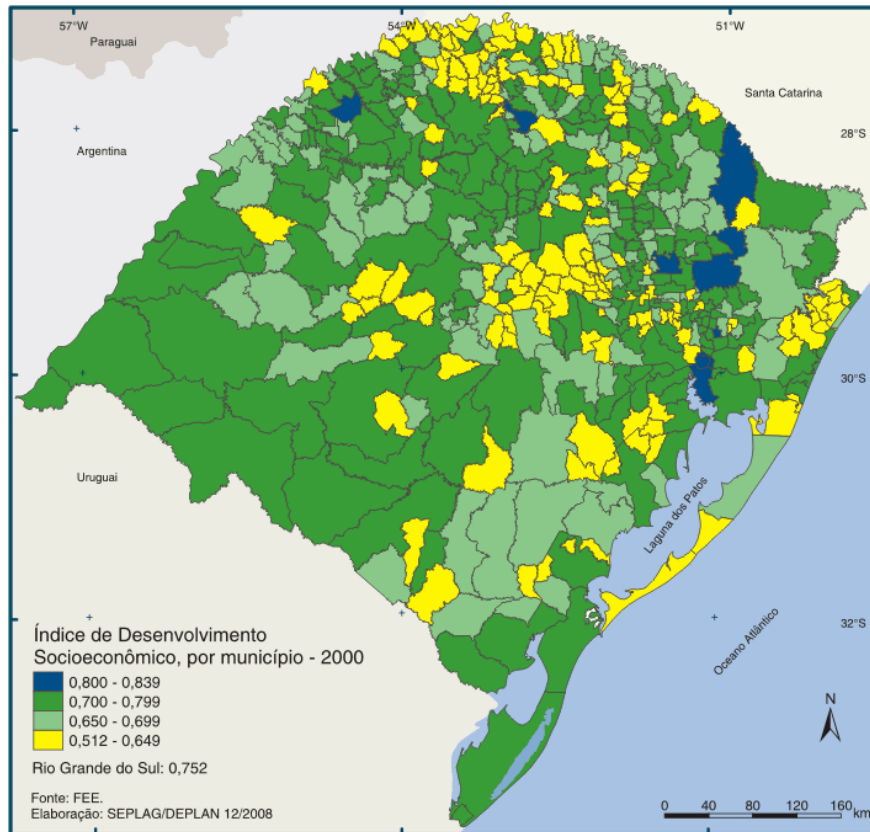 57°W
54°W
51°W
Paraguai
Santa Catarina
28°S
Argentina
30°S
Uruguai
Laguna dos Patos
Oceano Atlântico
32°S
Índice de Desenvolvimento
Socioeconômico, por município - 2000
0,800 - 0,839
0,700 - 0,799
0,650 - 0,699
0,512 - 0,649
Rio Grande do Sul: 0,752
Fonte: FEE.
Elaboração: SEPLAG/DEPLAN 12/2008
N
0 40 80 120 160 km